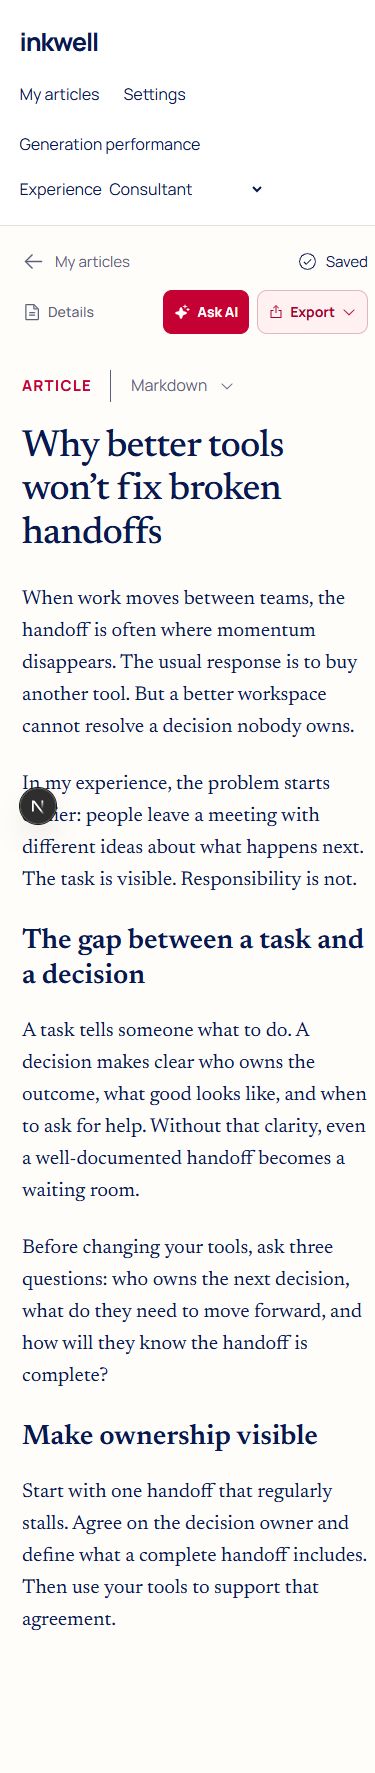 inkwell
My articles Settings
Generation performance
Experience Consultant
My articles Saved
Details Ask AI Export
ARTICLE Markdown
Why better tools
won’t fix broken
handoffs
When work moves between teams, the
handoff is often where momentum
disappears. The usual response is to buy
another tool. But a better workspace
cannot resolve a decision nobody owns.
In my experience, the problem starts
N
ier: people leave a meeting with
different ideas about what happens next.
The task is visible. Responsibility is not.
The gap between a task and
a decision
A task tells someone what to do. A
decision makes clear who owns the
outcome, what good looks like, and when
to ask for help. Without that clarity, even
a well-documented handoff becomes a
waiting room.
Before changing your tools, ask three
questions: who owns the next decision,
what do they need to move forward, and
how will they know the handoff is
complete?
Make ownership visible
Start with one handoff that regularly
stalls. Agree on the decision owner and
define what a complete handoff includes.
Then use your tools to support that
agreement.